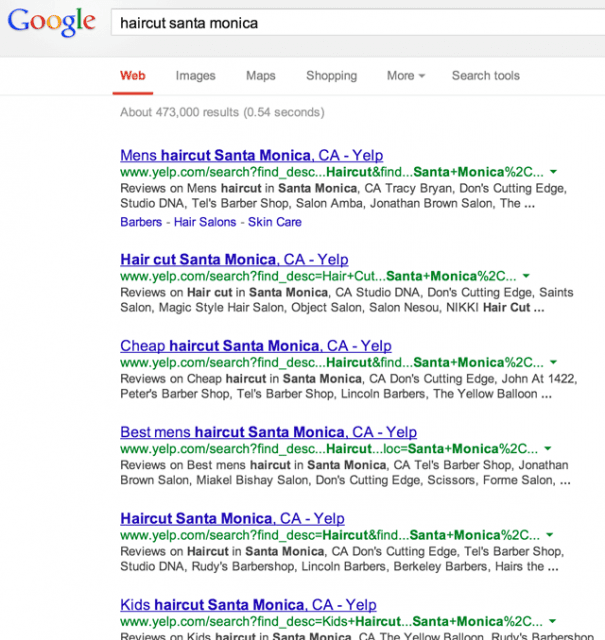 Google
haircut santa monica
Web Images Maps Shopping More Search tools
About 473,000 results (0.54 seconds)
Mens haircut Santa Monica, CA - Yelp
www.yelp.com/search?find_desc...Haircut&find...Santa+Monica%2C...
Reviews on Mens haircut in Santa Monica, CA Tracy Bryan, Don's Cutting Edge,
Studio DNA, Tel's Barber Shop, Salon Amba, Jonathan Brown Salon, The ...
Barbers - Hair Salons - Skin Care
Hair cut Santa Monica, CA - Yelp
www.yelp.com/search?find_desc=Hair+Cut...Santa+Monica%2C...
Reviews on Hair cut in Santa Monica, CA Studio DNA, Don's Cutting Edge, Saints
Salon, Magic Style Hair Salon, Object Salon, Salon Nesou, NIKKI Hair Cut ...
Cheap haircut Santa Monica, CA - Yelp
www.yelp.com/search?find_desc...Haircut&find...Santa+Monica%2C...
Reviews on Cheap haircut in Santa Monica, CA Don's Cutting Edge, John At 1422,
Peter's Barber Shop, Tel's Barber Shop, Lincoln Barbers, The Yellow Balloon ...
Best mens haircut Santa Monica, CA - Yelp
www.yelp.com/search?find_desc...Haircut...loc=Santa+Monica%2C...
Reviews on Best mens haircut in Santa Monica, CA Tel's Barber Shop, Jonathan
Brown Salon, Miakel Bishay Salon, Don's Cutting Edge, Scissors, Forme Salon, ...
Haircut Santa Monica, CA - Yelp
www.yelp.com/search?find_desc=Haircut&find...Santa+Monica%2C...
Reviews on Haircut in Santa Monica, CA Don's Cutting Edge, Tel's Barber Shop,
Studio DNA, Rudy's Barbershop, Lincoln Barbers, Berkeley Barbers, Hairs the ...
Kids haircut Santa Monica, CA - Yelp
www.yelp.com/search?find_desc=Kids+Haircut...Santa+Monica%2C...
Reviews on Kids haircut in Santa Monica, CA The Yellow Balloon, Rudy's Barbershop